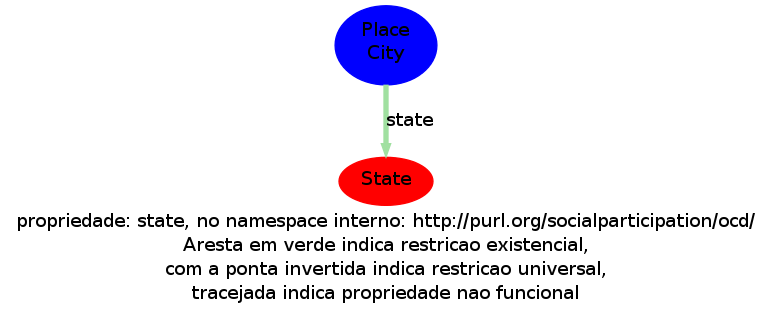 Place
City
state
State
propriedade: state, no namespace interno: http://purl.org/socialparticipation/ocd/
Aresta em verde indica restricao existencial,
com a ponta invertida indica restricao universal,
tracejada indica propriedade nao funcional